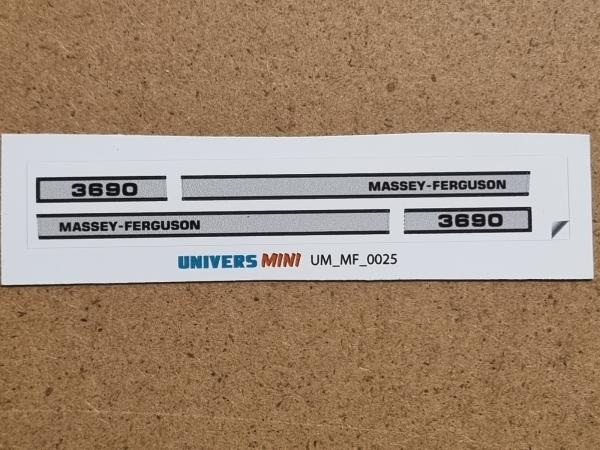 3690 MASSEY-FERGUSON
MASSEY-FERGUSON 3690
UNIVERS MINI UM_MF_0025